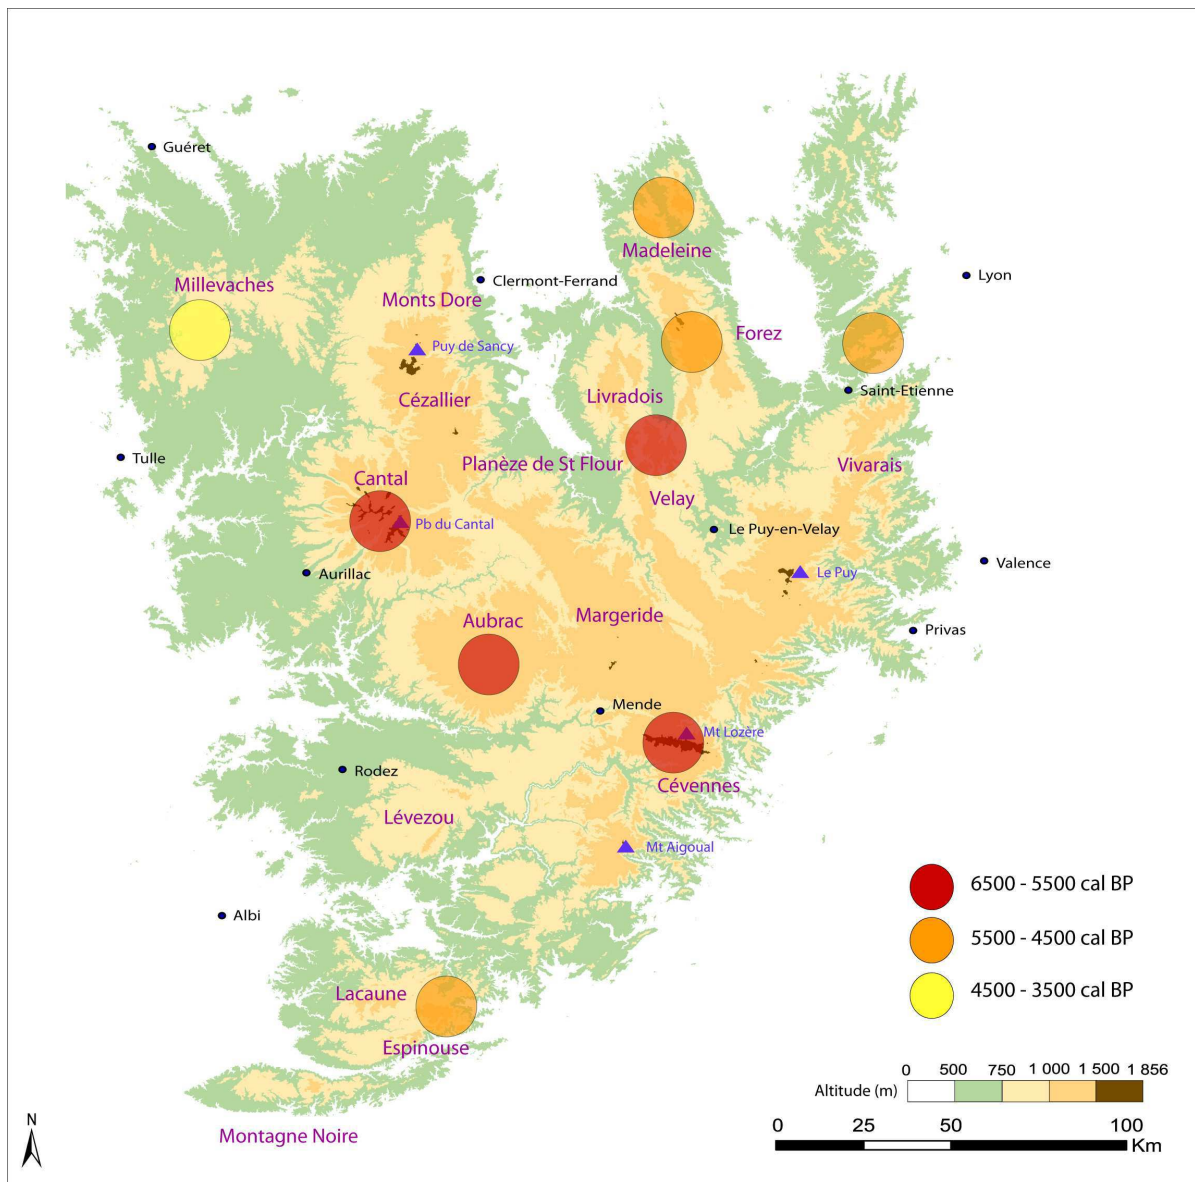 Guéret
Madeleine
Lyon
Millevaches
Clermont-Ferrand
Monts Dore
Forez
Puy de Sancy
Saint-Etienne
Livradois
Cézallier
Tulle
Planèze de St Flour
Vivarais
Cantal
Velay
Pb du Cantal
Le Puy-en-Velay
Valence
Aurillac
Le Puy
Aubrac
Margeride
Privas
Mende
Mt Lozère
Rodez
Cévennes
Lévezou
Mt Aigoual
6500 - 5500 cal BP
Albi
5500 - 4500 cal BP
4500 - 3500 cal BP
Lacaune
Espinouse
0 500 750 1 000 1 500 1 856
Altitude (m)
N
Montagne Noire
0 25 50 100
Km